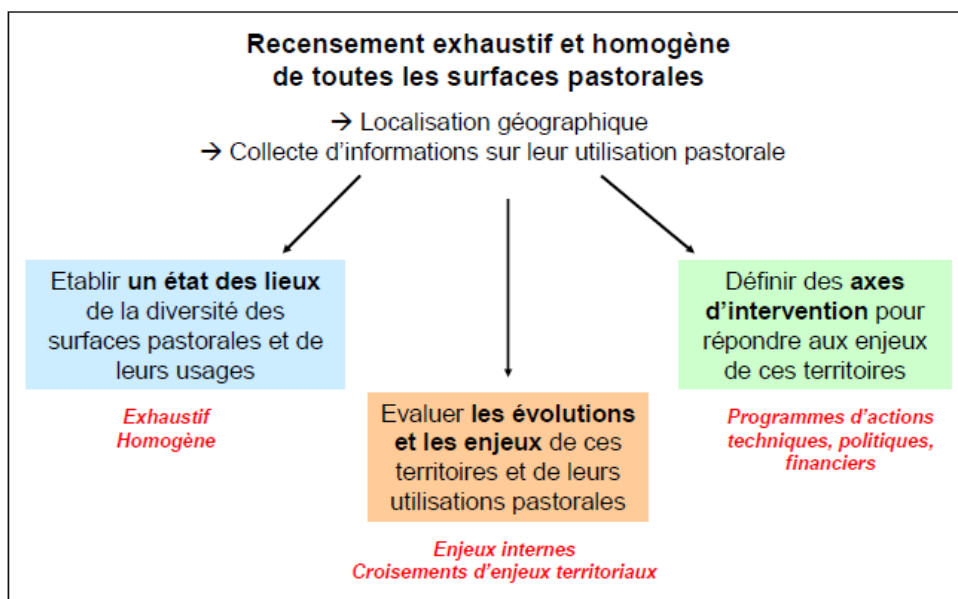 Recensement exhaustif et homogène
de toutes les surfaces pastorales
→ Localisation géographique
→ Collecte d'informations sur leur utilisation pastorale
Etablir un état des lieux
de la diversité des
surfaces pastorales et de
leurs usages
Exhaustif
Homogène
Evaluer les évolutions
et les enjeux de ces
territoires et de leurs
utilisations pastorales
Enjeux internes
Croisements d'enjeux territoriaux
Définir des axes
d'intervention pour
répondre aux enjeux
de ces territoires
Programmes d'actions
techniques, politiques,
financiers